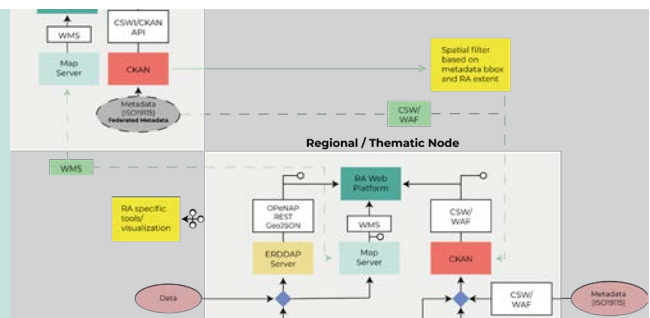 CSW/CKAN
API
WMS
Map
Server
CKAN
Spatial filter
based on
metadata bbox
and RA extent
Metadata
(ISO19115)
Federated Metadata
CSW/
WAF
Regional / Thematic Node
WMS
RA Web
Platform
RA specific
tools/
visualization
OPeNAP
REST
GeoJSON
WMS
CSW/
WAF
ERDDAP
Server
Map
Server
CKAN
Data
CSW/
WAF
Metadata
(ISO19115)